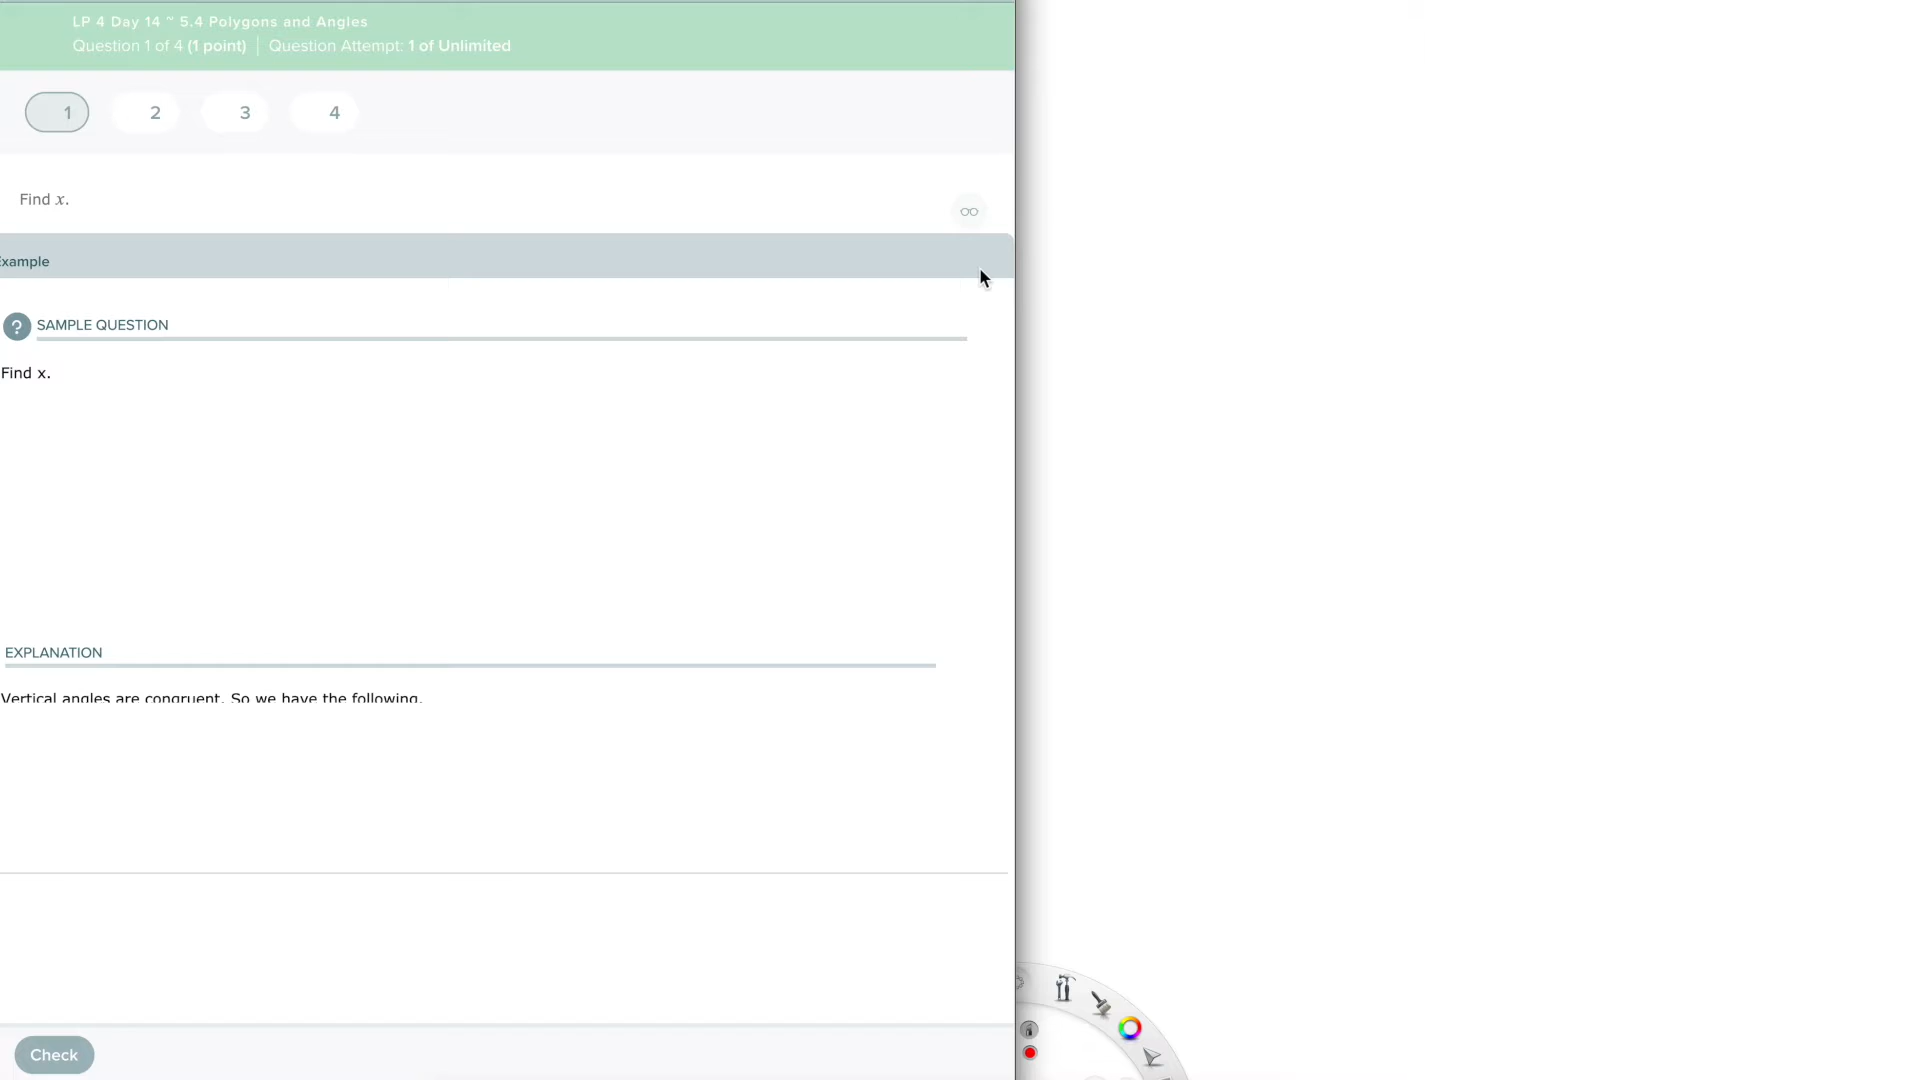 LP 4 Day 14 ~ 5.4 Polygons and Angles
Question 1 of 4 (1 point) | Question Attempt: 1 of Unlimited
1 2 3 4
Find x.
Example
? SAMPLE QUESTION
Find x.
EXPLANATION
Vertical angles are congruent. So we have the following.
Check